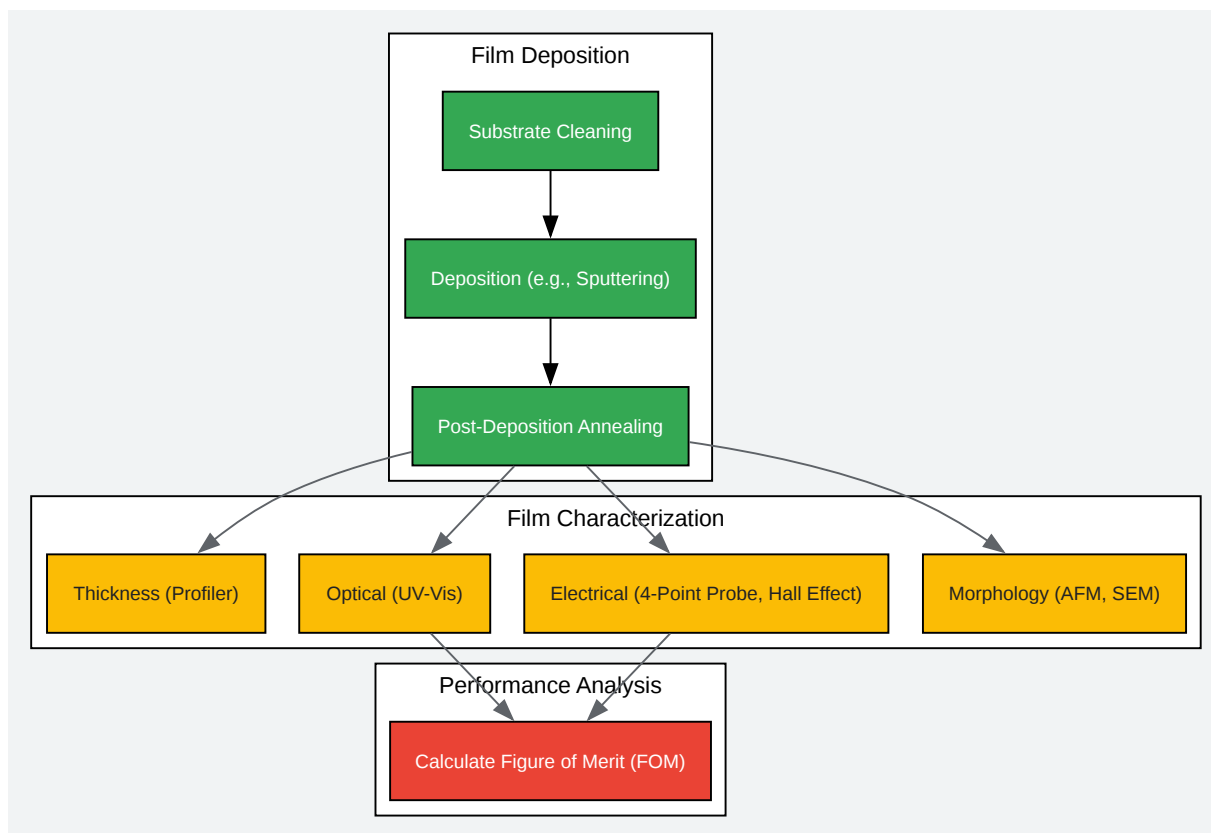 Film Deposition
Substrate Cleaning
Deposition (e.g., Sputtering)
Post-Deposition Annealing
Film Characterization
Thickness (Profiler)
Optical (UV-Vis)
Electrical (4-Point Probe, Hall Effect)
Morphology (AFM, SEM)
Performance Analysis
Calculate Figure of Merit (FOM)